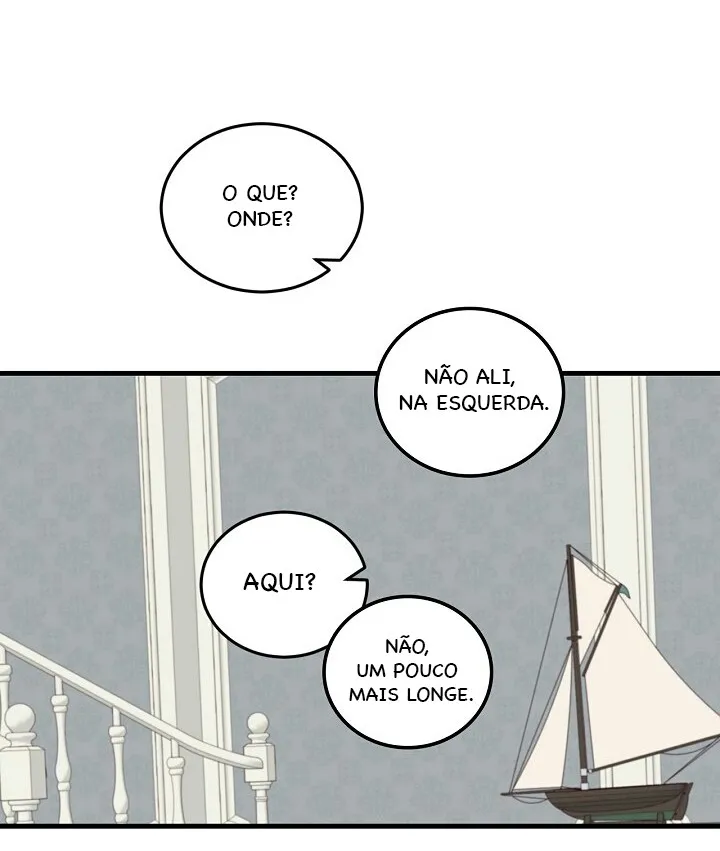 O QUE?
ONDE?
NÃO ALI,
NA ESQUERDA.
AQUI?
NÃO,
UM POUCO
MAIS LONGE.